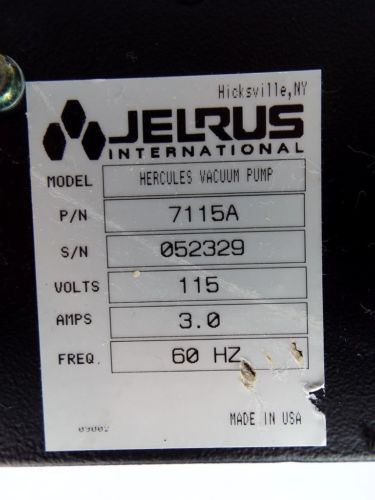 Hicksville,NY
JELRUS
INTERNATIONAL
MODEL HERCULES VACUUM PUMP
P/N 7115A
S/N 052329
VOLTS 115
AMPS 3.0
FREQ. 60 HZ
09002 MADE IN USA